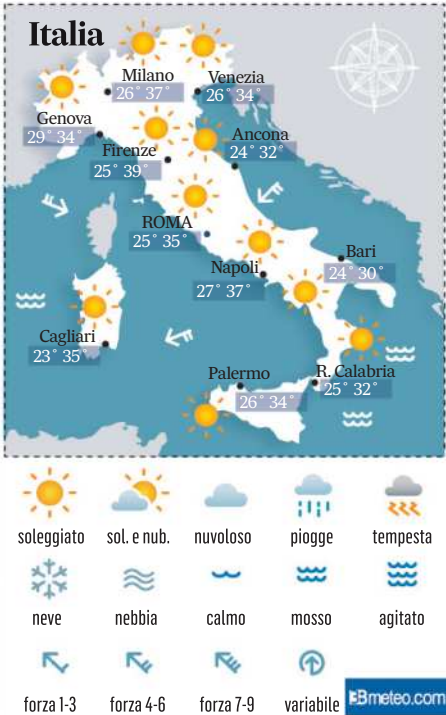 Italia
Milano
26° 37°
Venezia
26° 34°
Genova
29° 34°
Firenze
25° 39°
Ancona
24° 32°
ROMA
25° 35°
Napoli
27° 37°
Bari
24° 30°
Cagliari
23° 35°
Palermo
26° 34°
R. Calabria
25° 32°
soleggiato sol. e nub. nuvoloso piogge tempesta
neve nebbia calmo mosso agitato
forza 1-3 forza 4-6 forza 7-9 variabile
3Bmeteo.com